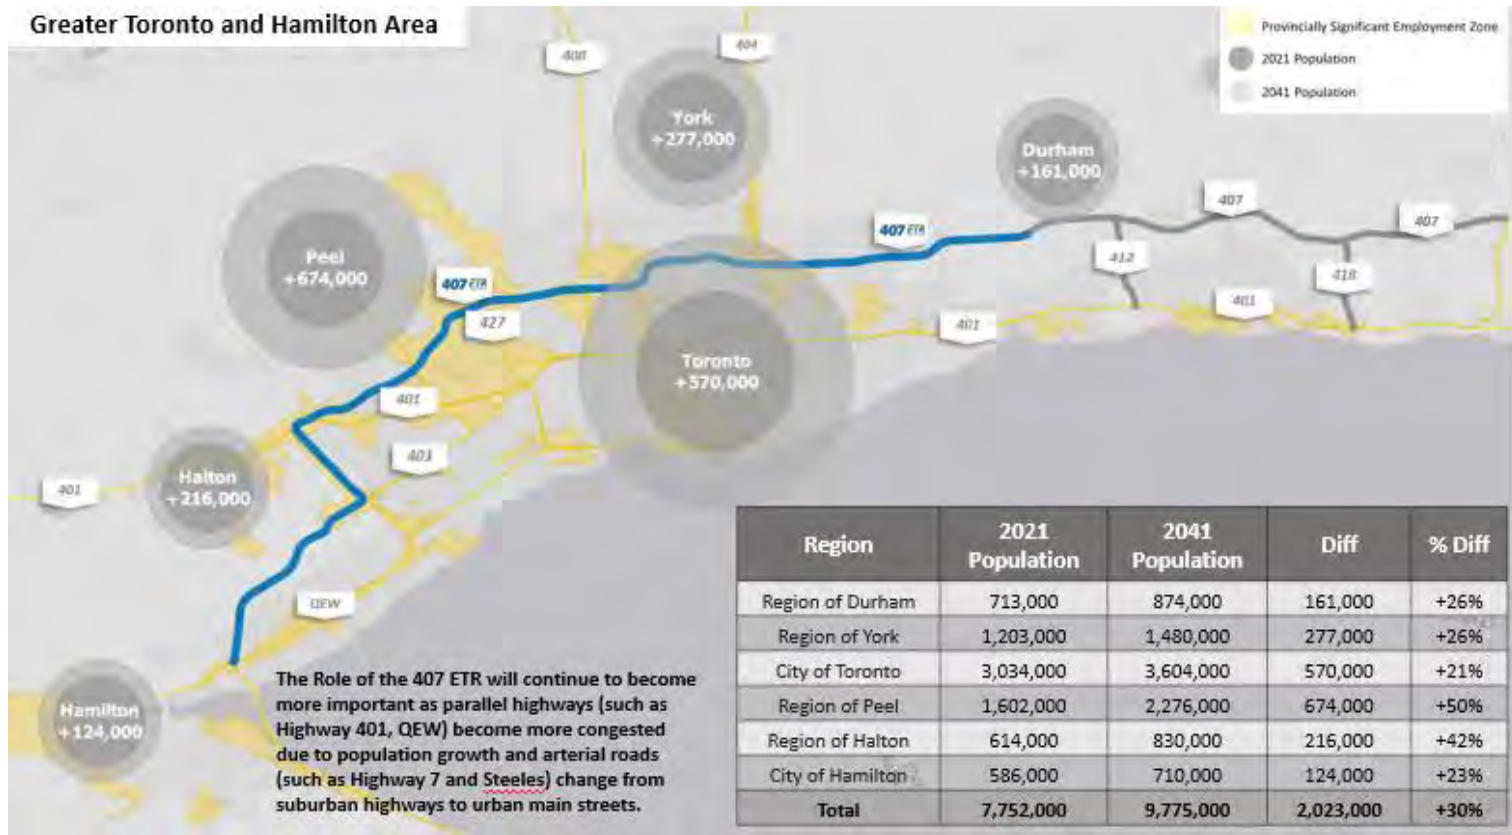 Greater Toronto and Hamilton Area
Provincially Significant Employment Zone
2021 Population
2041 Population
400
404
York
+277,000
Durham
+161,000
407
407
407 ETR
412
418
Peel
+674,000
407 ETR
427
401
401
Toronto
+570,000
401
403
Halton
+216,000
401
QEW
Hamilton
+124,000
The Role of the 407 ETR will continue to become
more important as parallel highways (such as
Highway 401, QEW) become more congested
due to population growth and arterial roads
(such as Highway 7 and Steeles) change from
suburban highways to urban main streets.
Region 2021 Population 2041 Population Diff % Diff
Region of Durham 713,000 874,000 161,000 +26%
Region of York 1,203,000 1,480,000 277,000 +26%
City of Toronto 3,034,000 3,604,000 570,000 +21%
Region of Peel 1,602,000 2,276,000 674,000 +50%
Region of Halton 614,000 830,000 216,000 +42%
City of Hamilton 586,000 710,000 124,000 +23%
Total 7,752,000 9,775,000 2,023,000 +30%